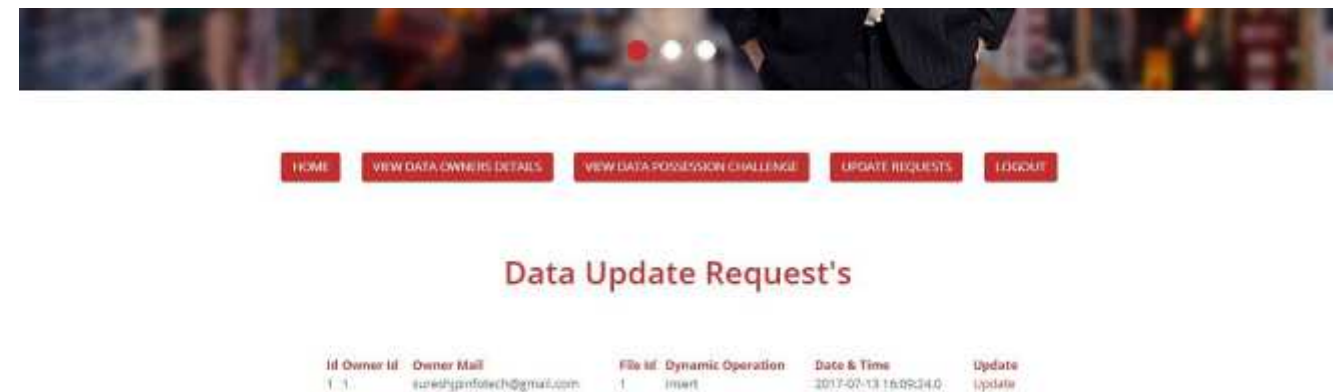 HOME VIEW DATA OWNERS DETAILS VIEW DATA POSSESSION CHALLENGE UPDATE REQUESTS LOGOUT
Data Update Request's
Id Owner Id Owner Mail File Id Dynamic Operation Date & Time Update
1 1 sureshjpinfotech@gmail.com 1 Insert 2017-07-13 16:09:24.0 Update